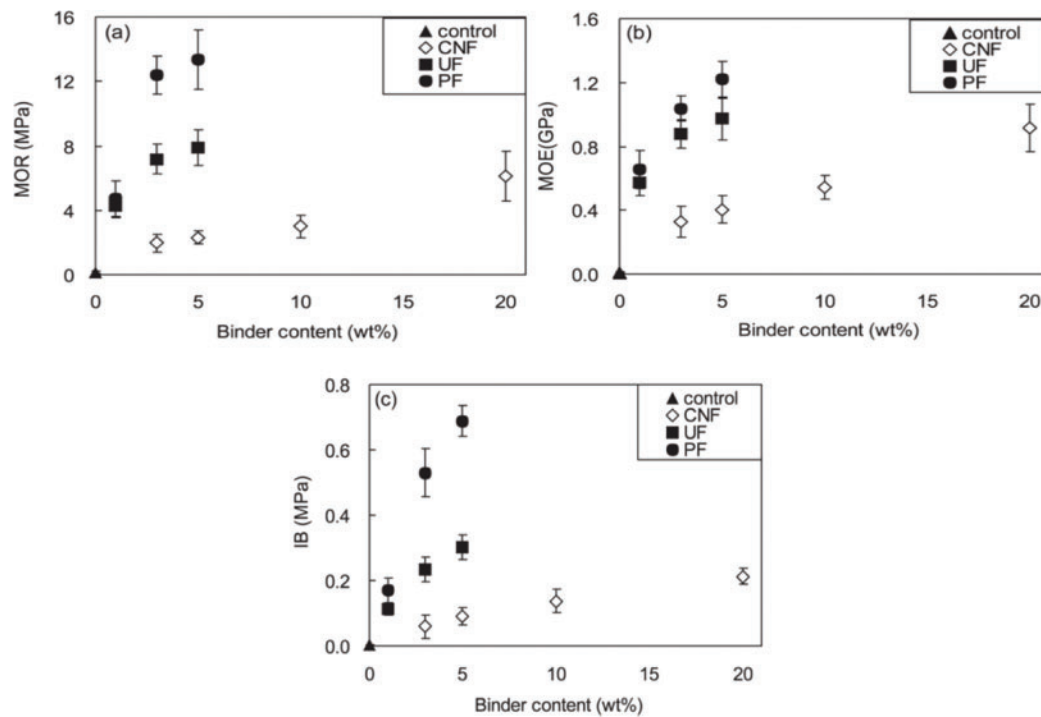 (a)
control
CNF
UF
PF
MOR (MPa)
16
12
8
4
0
0 5 10 15 20
Binder content (wt%)
(b)
control
CNF
UF
PF
MOE(GPa)
1.6
1.2
0.8
0.4
0.0
0 5 10 15 20
Binder content (wt%)
(c)
control
CNF
UF
PF
IB (MPa)
0.8
0.6
0.4
0.2
0.0
0 5 10 15 20
Binder content (wt%)